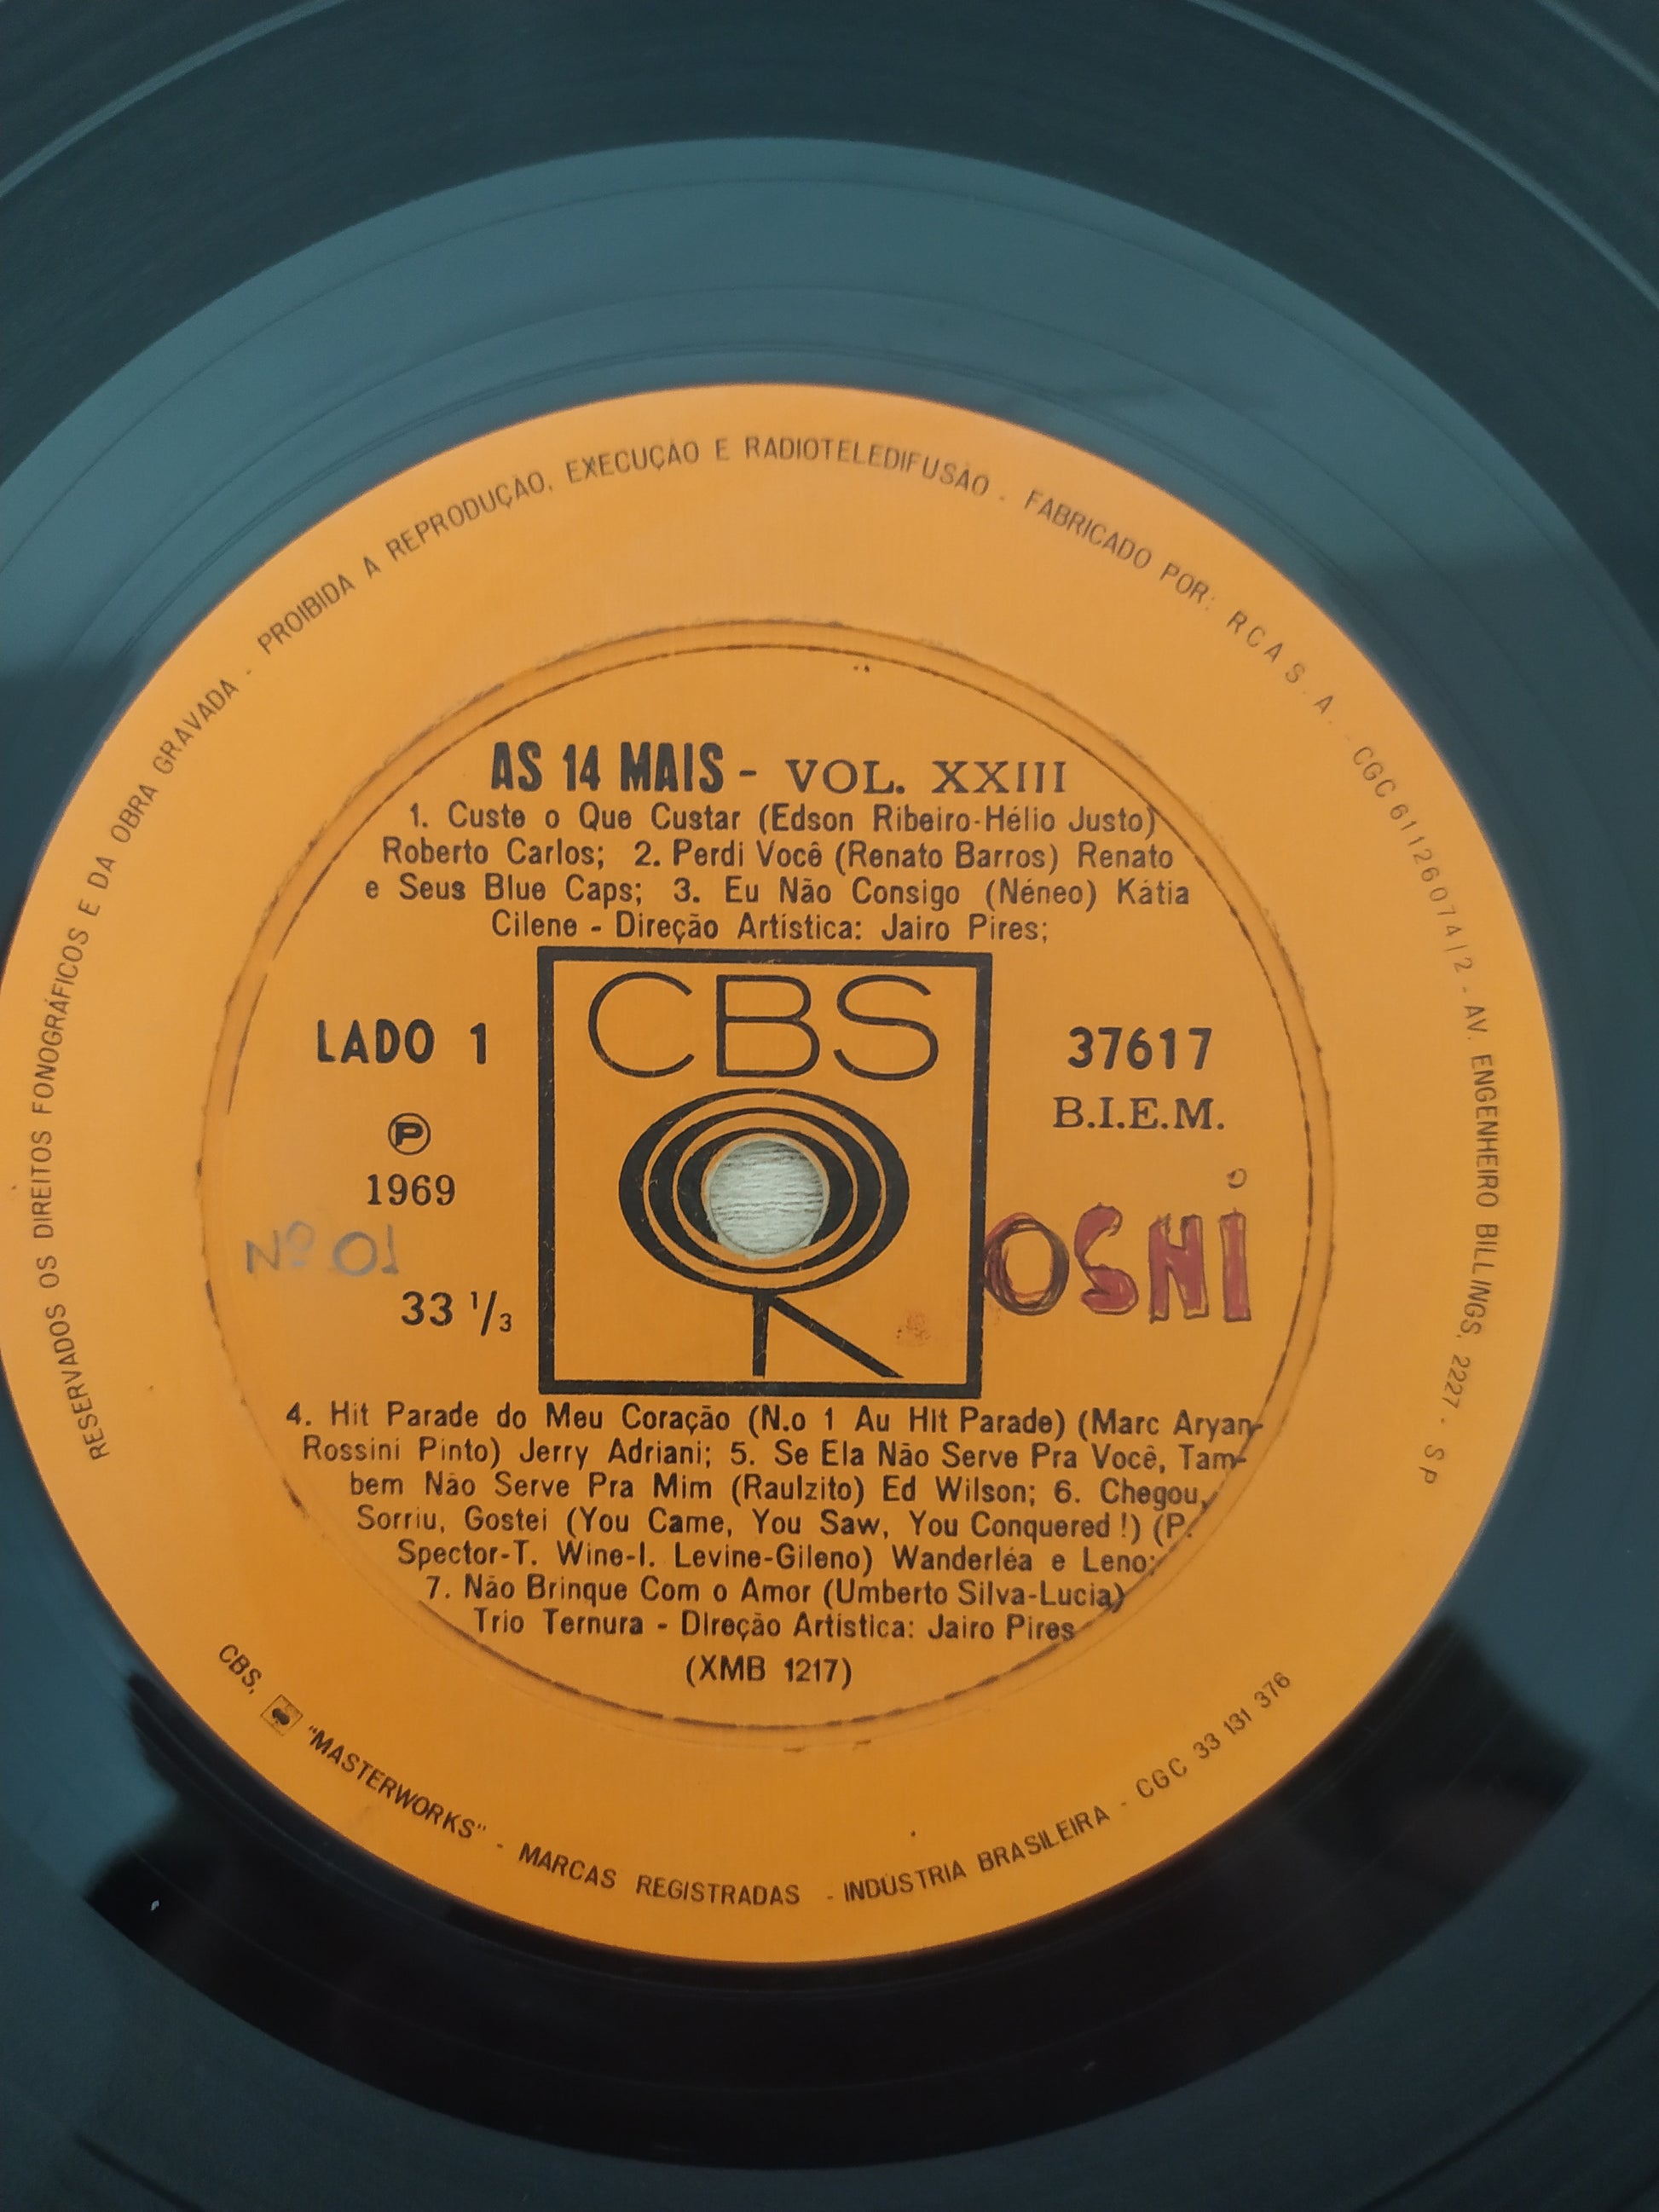 RESERVADOS OS DIREITOS FONOGRÁFICOS E DA OBRA GRAVADA - PROIBIDA A REPRODUÇÃO, EXECUÇÃO E RADIOTELEDIFUSÃO - FABRICADO POR: RCA S. A. - CGC 61126074/2 - AV. ENGENHEIRO BILLINGS, 2227 - SP
AS 14 MAIS - VOL. XXIII
1. Custe o Que Custar (Edson Ribeiro-Hélio Justo)
Roberto Carlos; 2. Perdi Você (Renato Barros) Renato
e Seus Blue Caps; 3. Eu Não Consigo (Néneo) Kátia
Cilene - Direção Artística: Jairo Pires;
CBS
LADO 1
37617
B.I.E.M.
℗
1969
Nº 01
OSNi
33 1/3
4. Hit Parade do Meu Coração (N.o 1 Au Hit Parade) (Marc Aryan-
Rossini Pinto) Jerry Adriani; 5. Se Ela Não Serve Pra Você, Tam-
bem Não Serve Pra Mim (Raulzito) Ed Wilson; 6. Chegou,
Sorriu, Gostei (You Came, You Saw, You Conquered !) (P.
Spector-T. Wine-I. Levine-Gileno) Wanderléa e Leno;
7. Não Brinque Com o Amor (Umberto Silva-Lucia)
Trio Ternura - Direção Artística: Jairo Pires
(XMB 1217)
CBS, "MASTERWORKS" - MARCAS REGISTRADAS - INDÚSTRIA BRASILEIRA - CGC 33 131 376